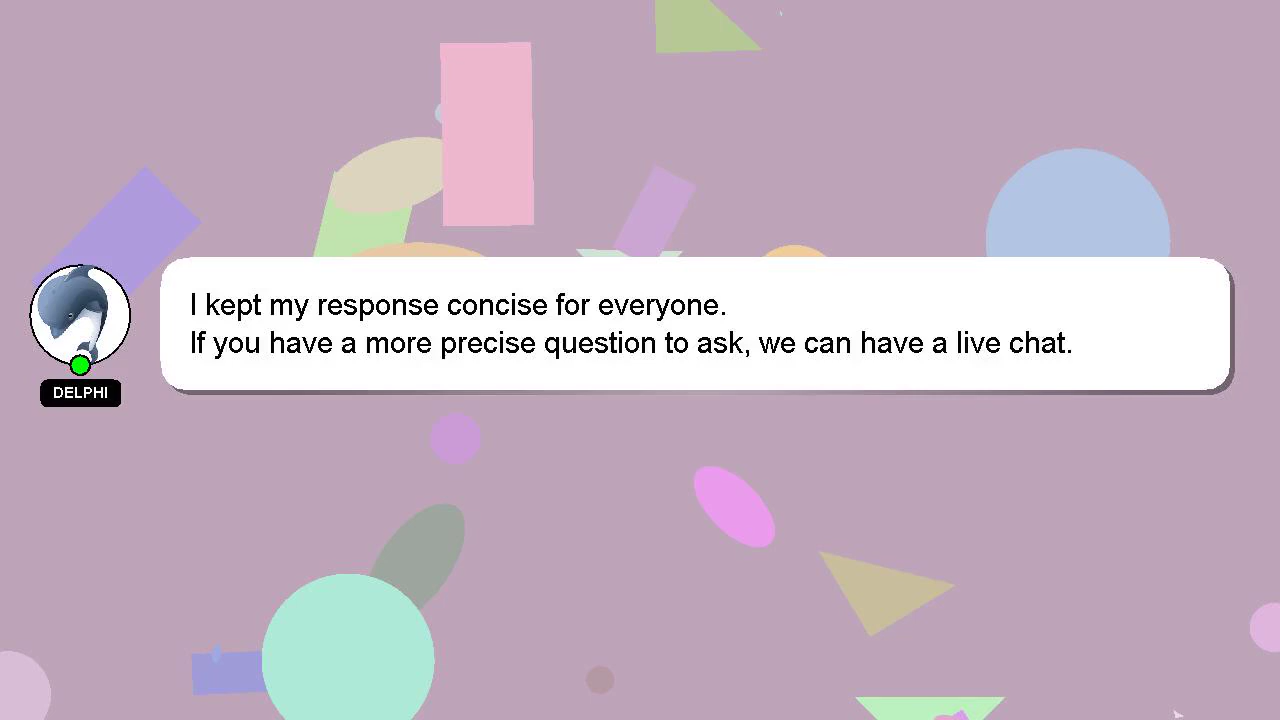 I kept my response concise for everyone.
If you have a more precise question to ask, we can have a live chat.
DELPHI